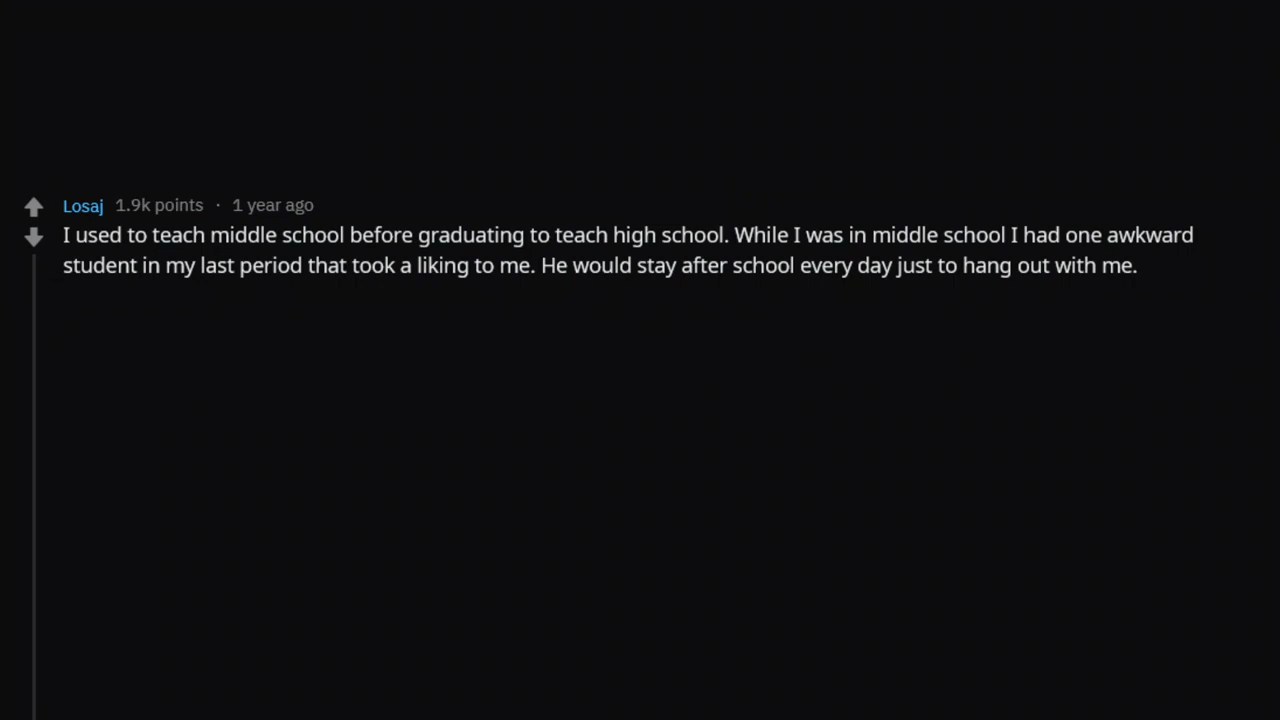 Losaj 1.9k points · 1 year ago
I used to teach middle school before graduating to teach high school. While I was in middle school I had one awkward
student in my last period that took a liking to me. He would stay after school every day just to hang out with me.